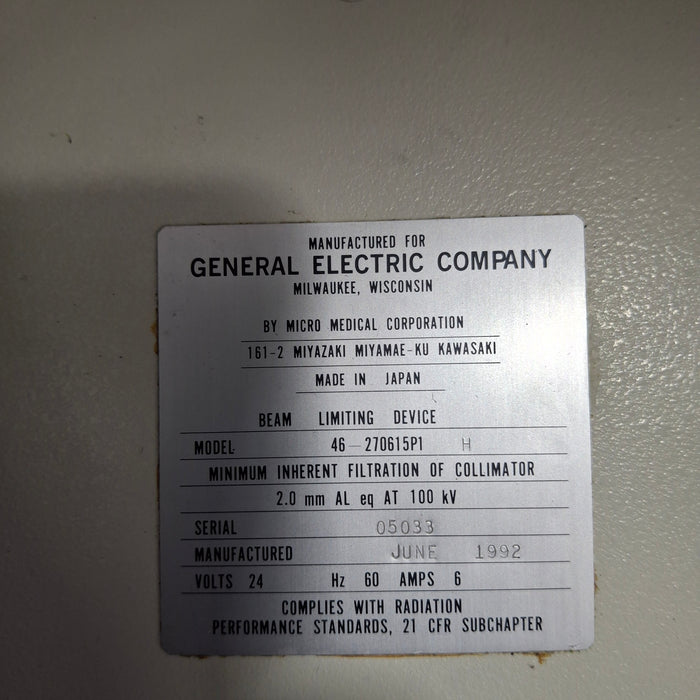 MANUFACTURED FOR
GENERAL ELECTRIC COMPANY
MILWAUKEE, WISCONSIN
BY MICRO MEDICAL CORPORATION
161-2 MIYAZAKI MIYAMAE-KU KAWASAKI
MADE IN JAPAN
BEAM LIMITING DEVICE
MODEL 46-270615P1 H
MINIMUM INHERENT FILTRATION OF COLLIMATOR
2.0 mm AL eq AT 100 kV
SERIAL 05033
MANUFACTURED JUNE 1992
VOLTS 24 Hz 60 AMPS 6
COMPLIES WITH RADIATION
PERFORMANCE STANDARDS, 21 CFR SUBCHAPTER